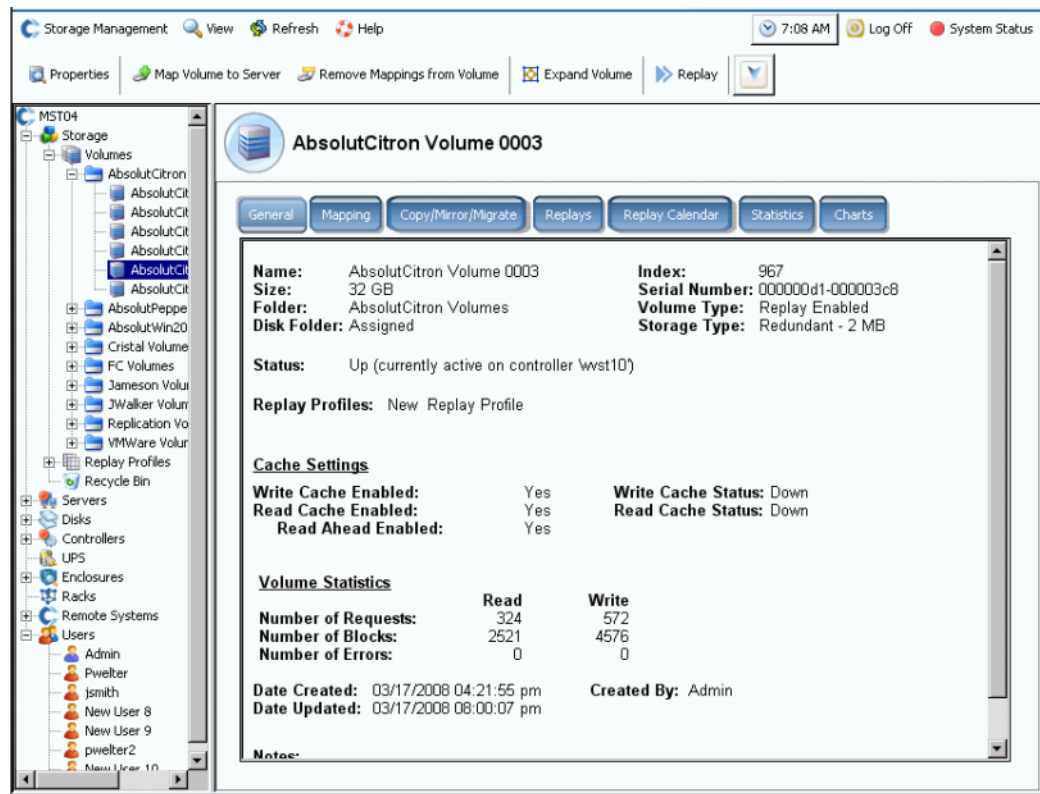 Storage Management View Refresh Help 7:08 AM Log Off System Status
Properties Map Volume to Server Remove Mappings from Volume Expand Volume Replay
MST04
Storage
Volumes
AbsolutCitron
AbsolutCit
AbsolutCit
AbsolutCit
AbsolutCit
AbsolutCit
AbsolutCit
AbsolutPeppe
AbsolutWin20
Cristal Volume
FC Volumes
Jameson Volu
JWalker Volum
Replication Vo
VMWare Volur
Replay Profiles
Recycle Bin
Servers
Disks
Controllers
UPS
Enclosures
Racks
Remote Systems
Users
Admin
Pwelter
jsmith
New User 8
New User 9
pwelter2
New User 10
AbsolutCitron Volume 0003
General Mapping Copy/Mirror/Migrate Replays Replay Calendar Statistics Charts
Name: AbsolutCitron Volume 0003 Index: 967
Size: 32 GB Serial Number: 000000d1-000003c8
Folder: AbsolutCitron Volumes Volume Type: Replay Enabled
Disk Folder: Assigned Storage Type: Redundant - 2 MB
Status: Up (currently active on controller 'wst10')
Replay Profiles: New Replay Profile
Cache Settings
Write Cache Enabled: Yes Write Cache Status: Down
Read Cache Enabled: Yes Read Cache Status: Down
Read Ahead Enabled: Yes
Volume Statistics
Read Write
Number of Requests: 324 572
Number of Blocks: 2521 4576
Number of Errors: 0 0
Date Created: 03/17/2008 04:21:55 pm Created By: Admin
Date Updated: 03/17/2008 08:00:07 pm
Notes: